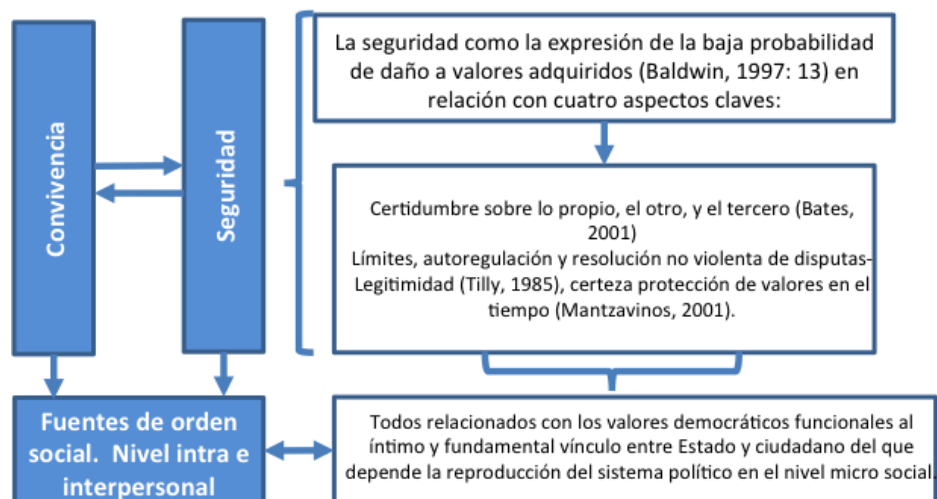 Convivencia
Seguridad
La seguridad como la expresión de la baja probabilidad
de daño a valores adquiridos (Baldwin, 1997: 13) en
relación con cuatro aspectos claves:
Certidumbre sobre lo propio, el otro, y el tercero (Bates,
2001)
Límites, autoregulación y resolución no violenta de disputas-
Legitimidad (Tilly, 1985), certeza protección de valores en el
tiempo (Mantzavinos, 2001).
Fuentes de orden
social.  Nivel intra e
interpersonal
Todos relacionados con los valores democráticos funcionales al
íntimo y fundamental vínculo entre Estado y ciudadano del que
depende la reproducción del sistema político en el nivel micro social.